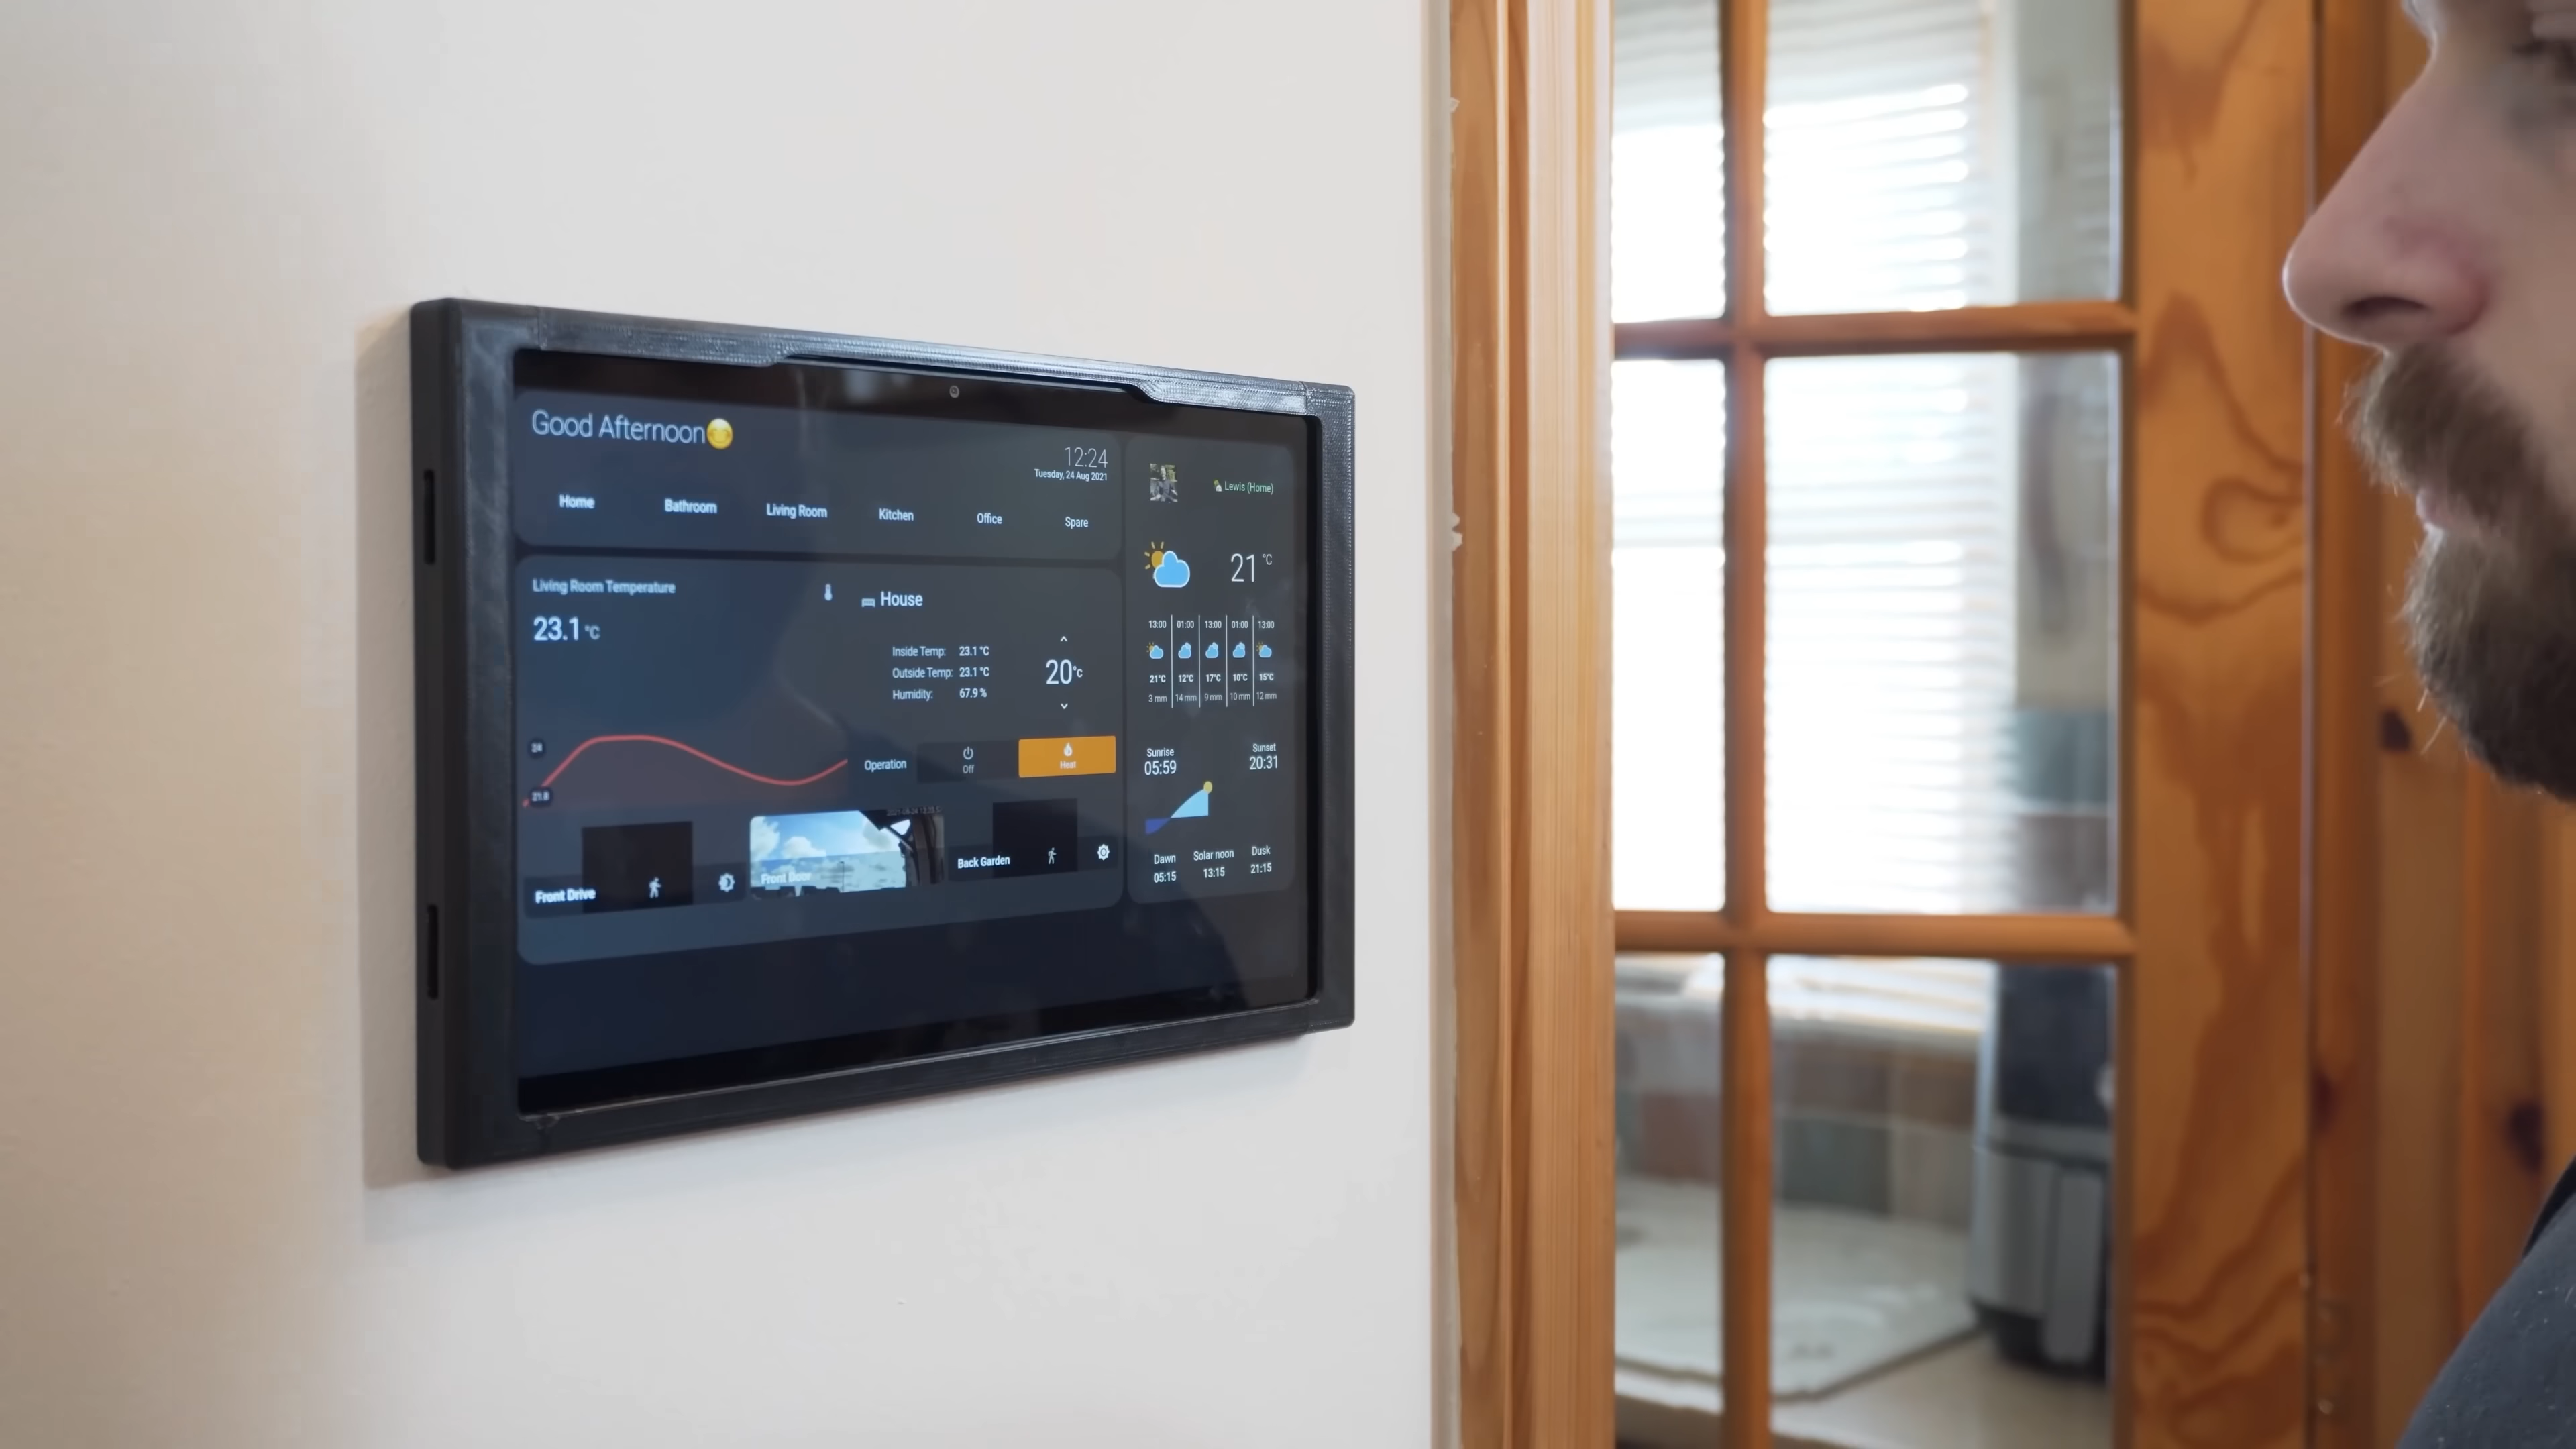 Good Afternoon
12:24
Tuesday, 24 Aug 2021
Home Bathroom Living Room Kitchen Office Spare
Living Room Temperature
23.1 °C
24
21.8
House
Inside Temp: 23.1 °C
Outside Temp: 23.1 °C
Humidity: 67.9 %
20°C
Operation
Off
Heat
Front Drive
Front Door
Back Garden
Lewis (Home)
21 °C
13:00 01:00 13:00 01:00 13:00
21°C 12°C 17°C 10°C 15°C
3 mm 14 mm 9 mm 10 mm 12 mm
Sunrise Sunset
05:59 20:31
Dawn Solar noon Dusk
05:15 13:15 21:15